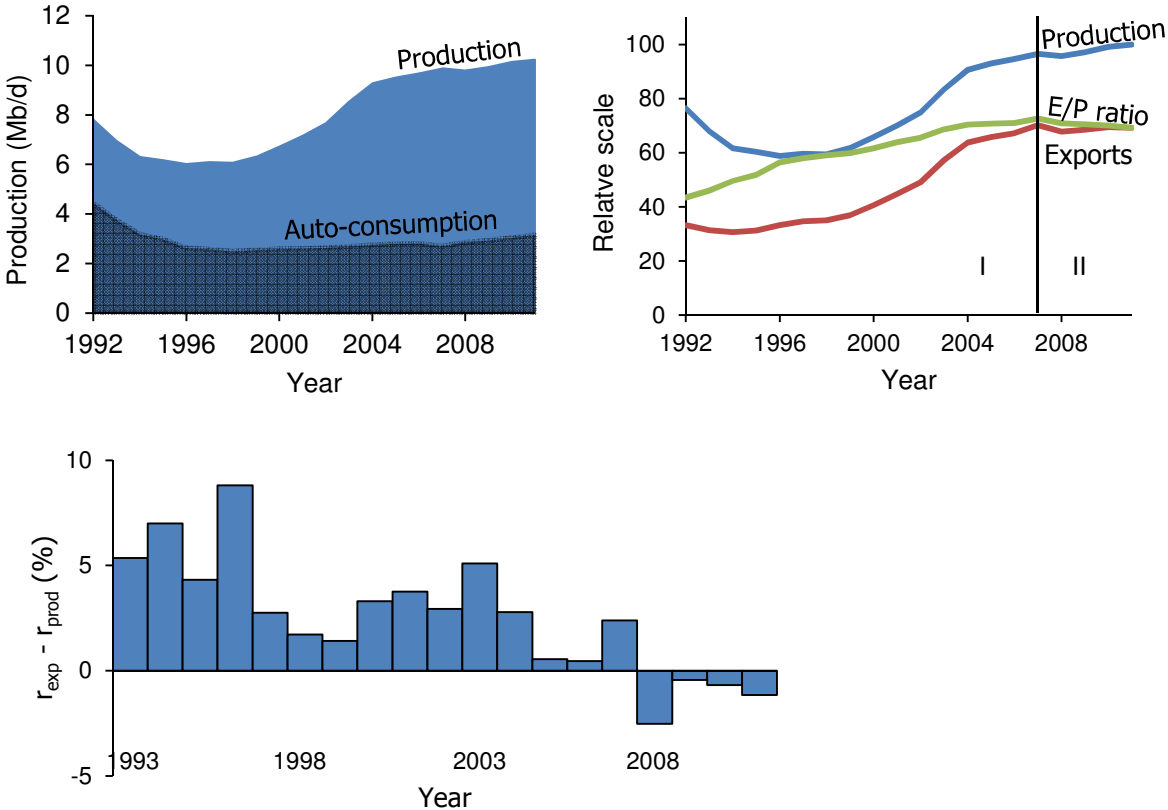 12
10
8
6
4
2
0
Production (Mb/d)
Production
Auto-consumption
1992 1996 2000 2004 2008
Year
100
80
60
40
20
0
Relatve scale
Production
E/P ratio
Exports
I II
1992 1996 2000 2004 2008
Year
10
5
0
-5
r_exp - r_prod (%)
1993 1998 2003 2008
Year